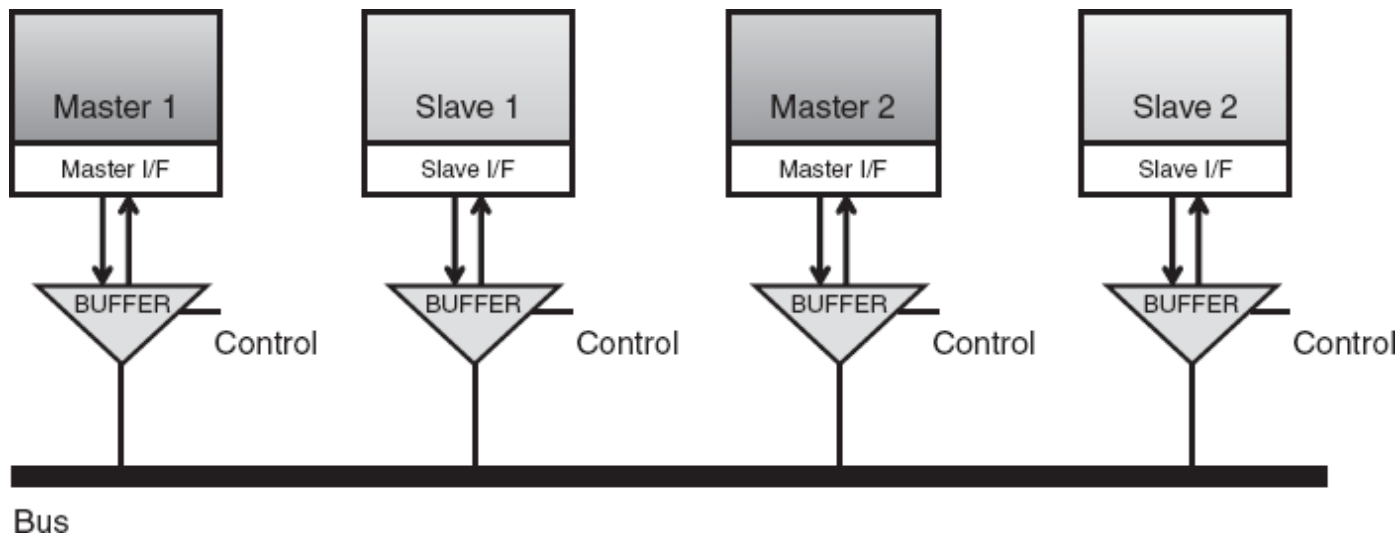 Master 1
Slave 1
Master 2
Slave 2
Master I/F
Slave I/F
Master I/F
Slave I/F
BUFFER
BUFFER
BUFFER
BUFFER
Control
Control
Control
Control
Bus